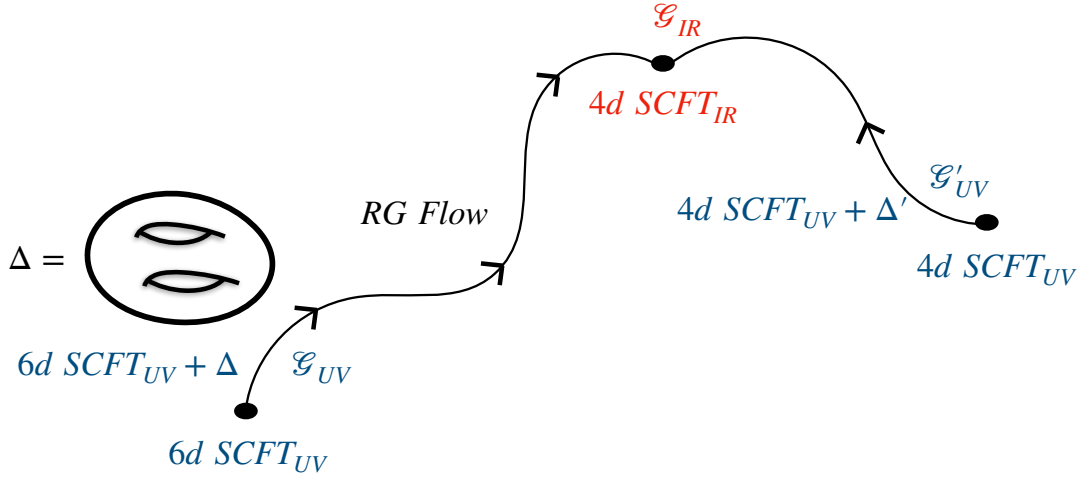 𝒢_IR
4d SCFT_IR
RG Flow
𝒢′_UV
4d SCFT_UV + Δ′
4d SCFT_UV
Δ =
6d SCFT_UV + Δ
𝒢_UV
6d SCFT_UV